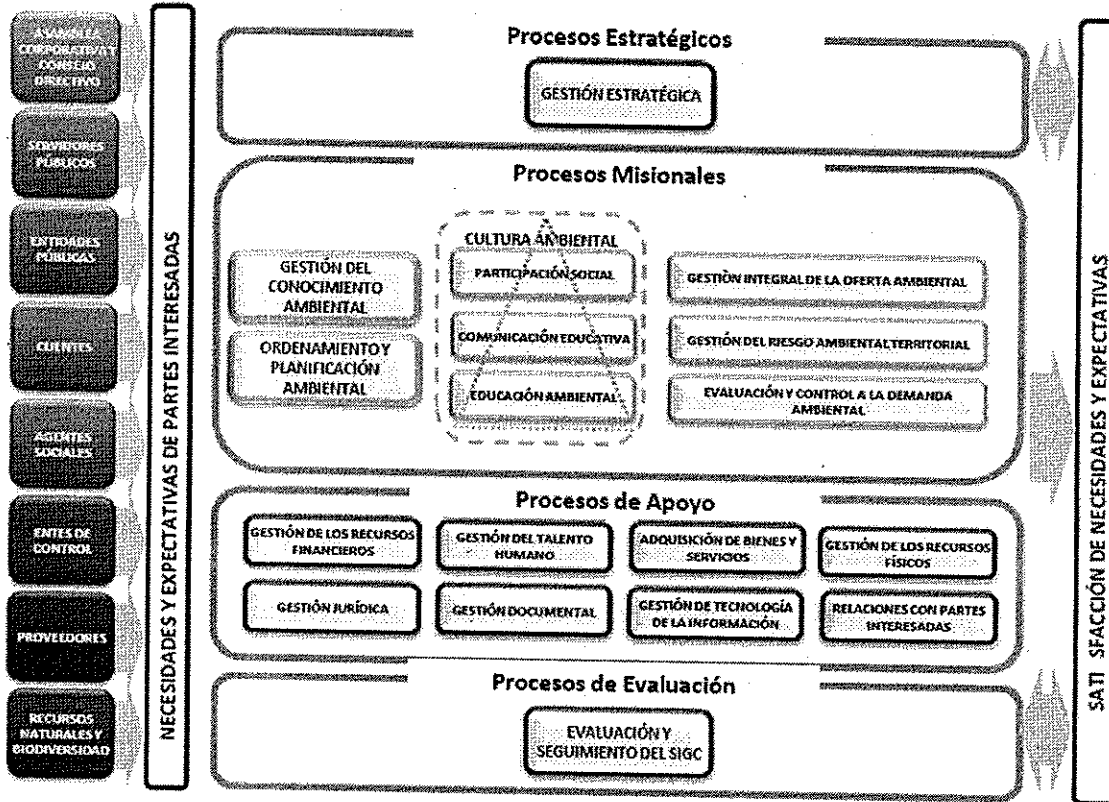 ASAMBLEA
CORPORATIVA Y
CONSEJO
DIRECTIVO
SERVIDORES
PÚBLICOS
ENTIDADES
PÚBLICAS
CLIENTES
AGENTES
SOCIALES
ENTES DE
CONTROL
PROVEEDORES
RECURSOS
NATURALES Y
BIODIVERSIDAD
NECESIDADES Y EXPECTATIVAS DE PARTES INTERESADAS
Procesos Estratégicos
GESTIÓN ESTRATÉGICA
Procesos Misionales
GESTIÓN DEL
CONOCIMIENTO
AMBIENTAL
ORDENAMIENTO Y
PLANIFICACIÓN
AMBIENTAL
CULTURA AMBIENTAL
PARTICIPACIÓN SOCIAL
COMUNICACIÓN EDUCATIVA
EDUCACIÓN AMBIENTAL
GESTIÓN INTEGRAL DE LA OFERTA AMBIENTAL
GESTIÓN DEL RIESGO AMBIENTAL TERRITORIAL
EVALUACIÓN Y CONTROL A LA DEMANDA
AMBIENTAL
Procesos de Apoyo
GESTIÓN DE LOS RECURSOS
FINANCIEROS
GESTIÓN DEL TALENTO
HUMANO
ADQUISICIÓN DE BIENES Y
SERVICIOS
GESTIÓN DE LOS RECURSOS
FÍSICOS
GESTIÓN JURÍDICA
GESTIÓN DOCUMENTAL
GESTIÓN DE TECNOLOGÍA
DE LA INFORMACIÓN
RELACIONES CON PARTES
INTERESADAS
Procesos de Evaluación
EVALUACIÓN Y
SEGUIMIENTO DEL SIGC
SATI SFACCIÓN DE NECESIDADES Y EXPECTATIVAS